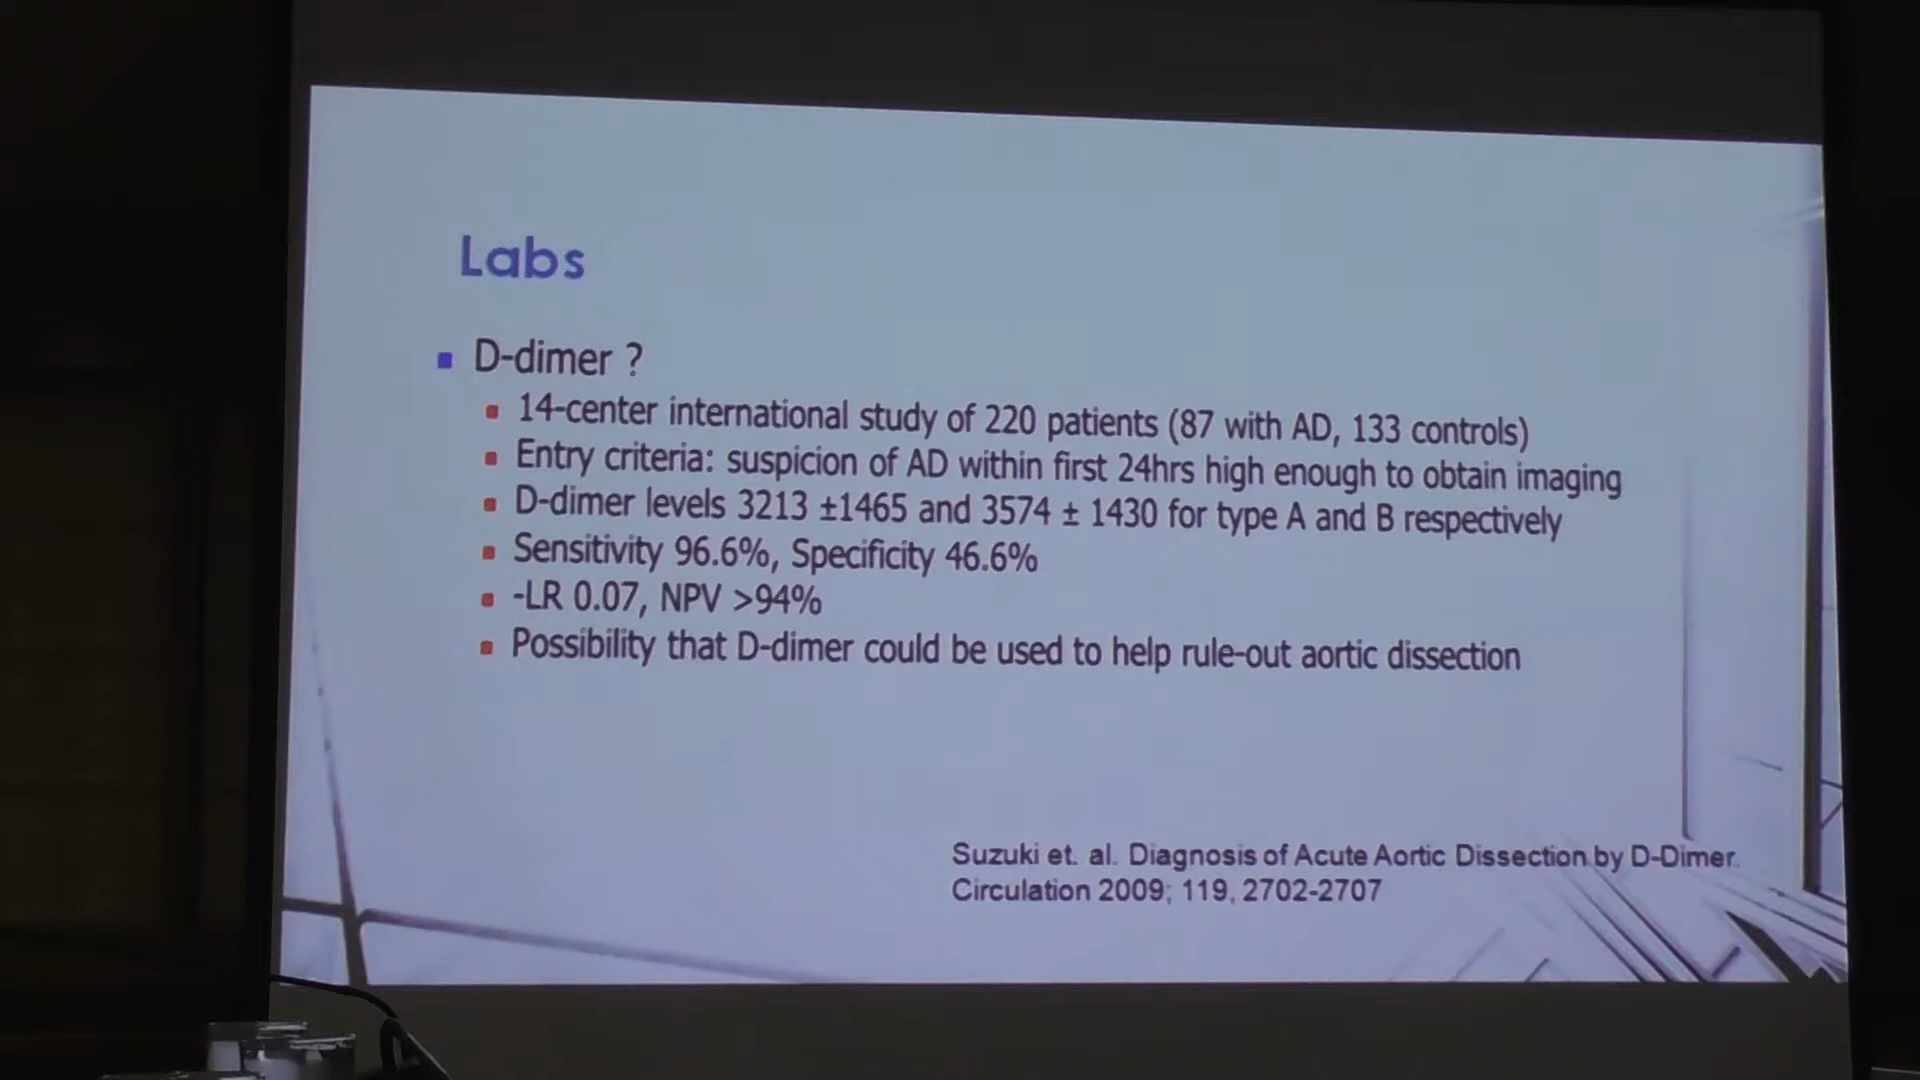 Labs
D-dimer ?
14-center international study of 220 patients (87 with AD, 133 controls)
Entry criteria: suspicion of AD within first 24hrs high enough to obtain imaging
D-dimer levels 3213 ±1465 and 3574 ± 1430 for type A and B respectively
Sensitivity 96.6%, Specificity 46.6%
-LR 0.07, NPV >94%
Possibility that D-dimer could be used to help rule-out aortic dissection
Suzuki et. al. Diagnosis of Acute Aortic Dissection by D-Dimer.
Circulation 2009; 119, 2702-2707